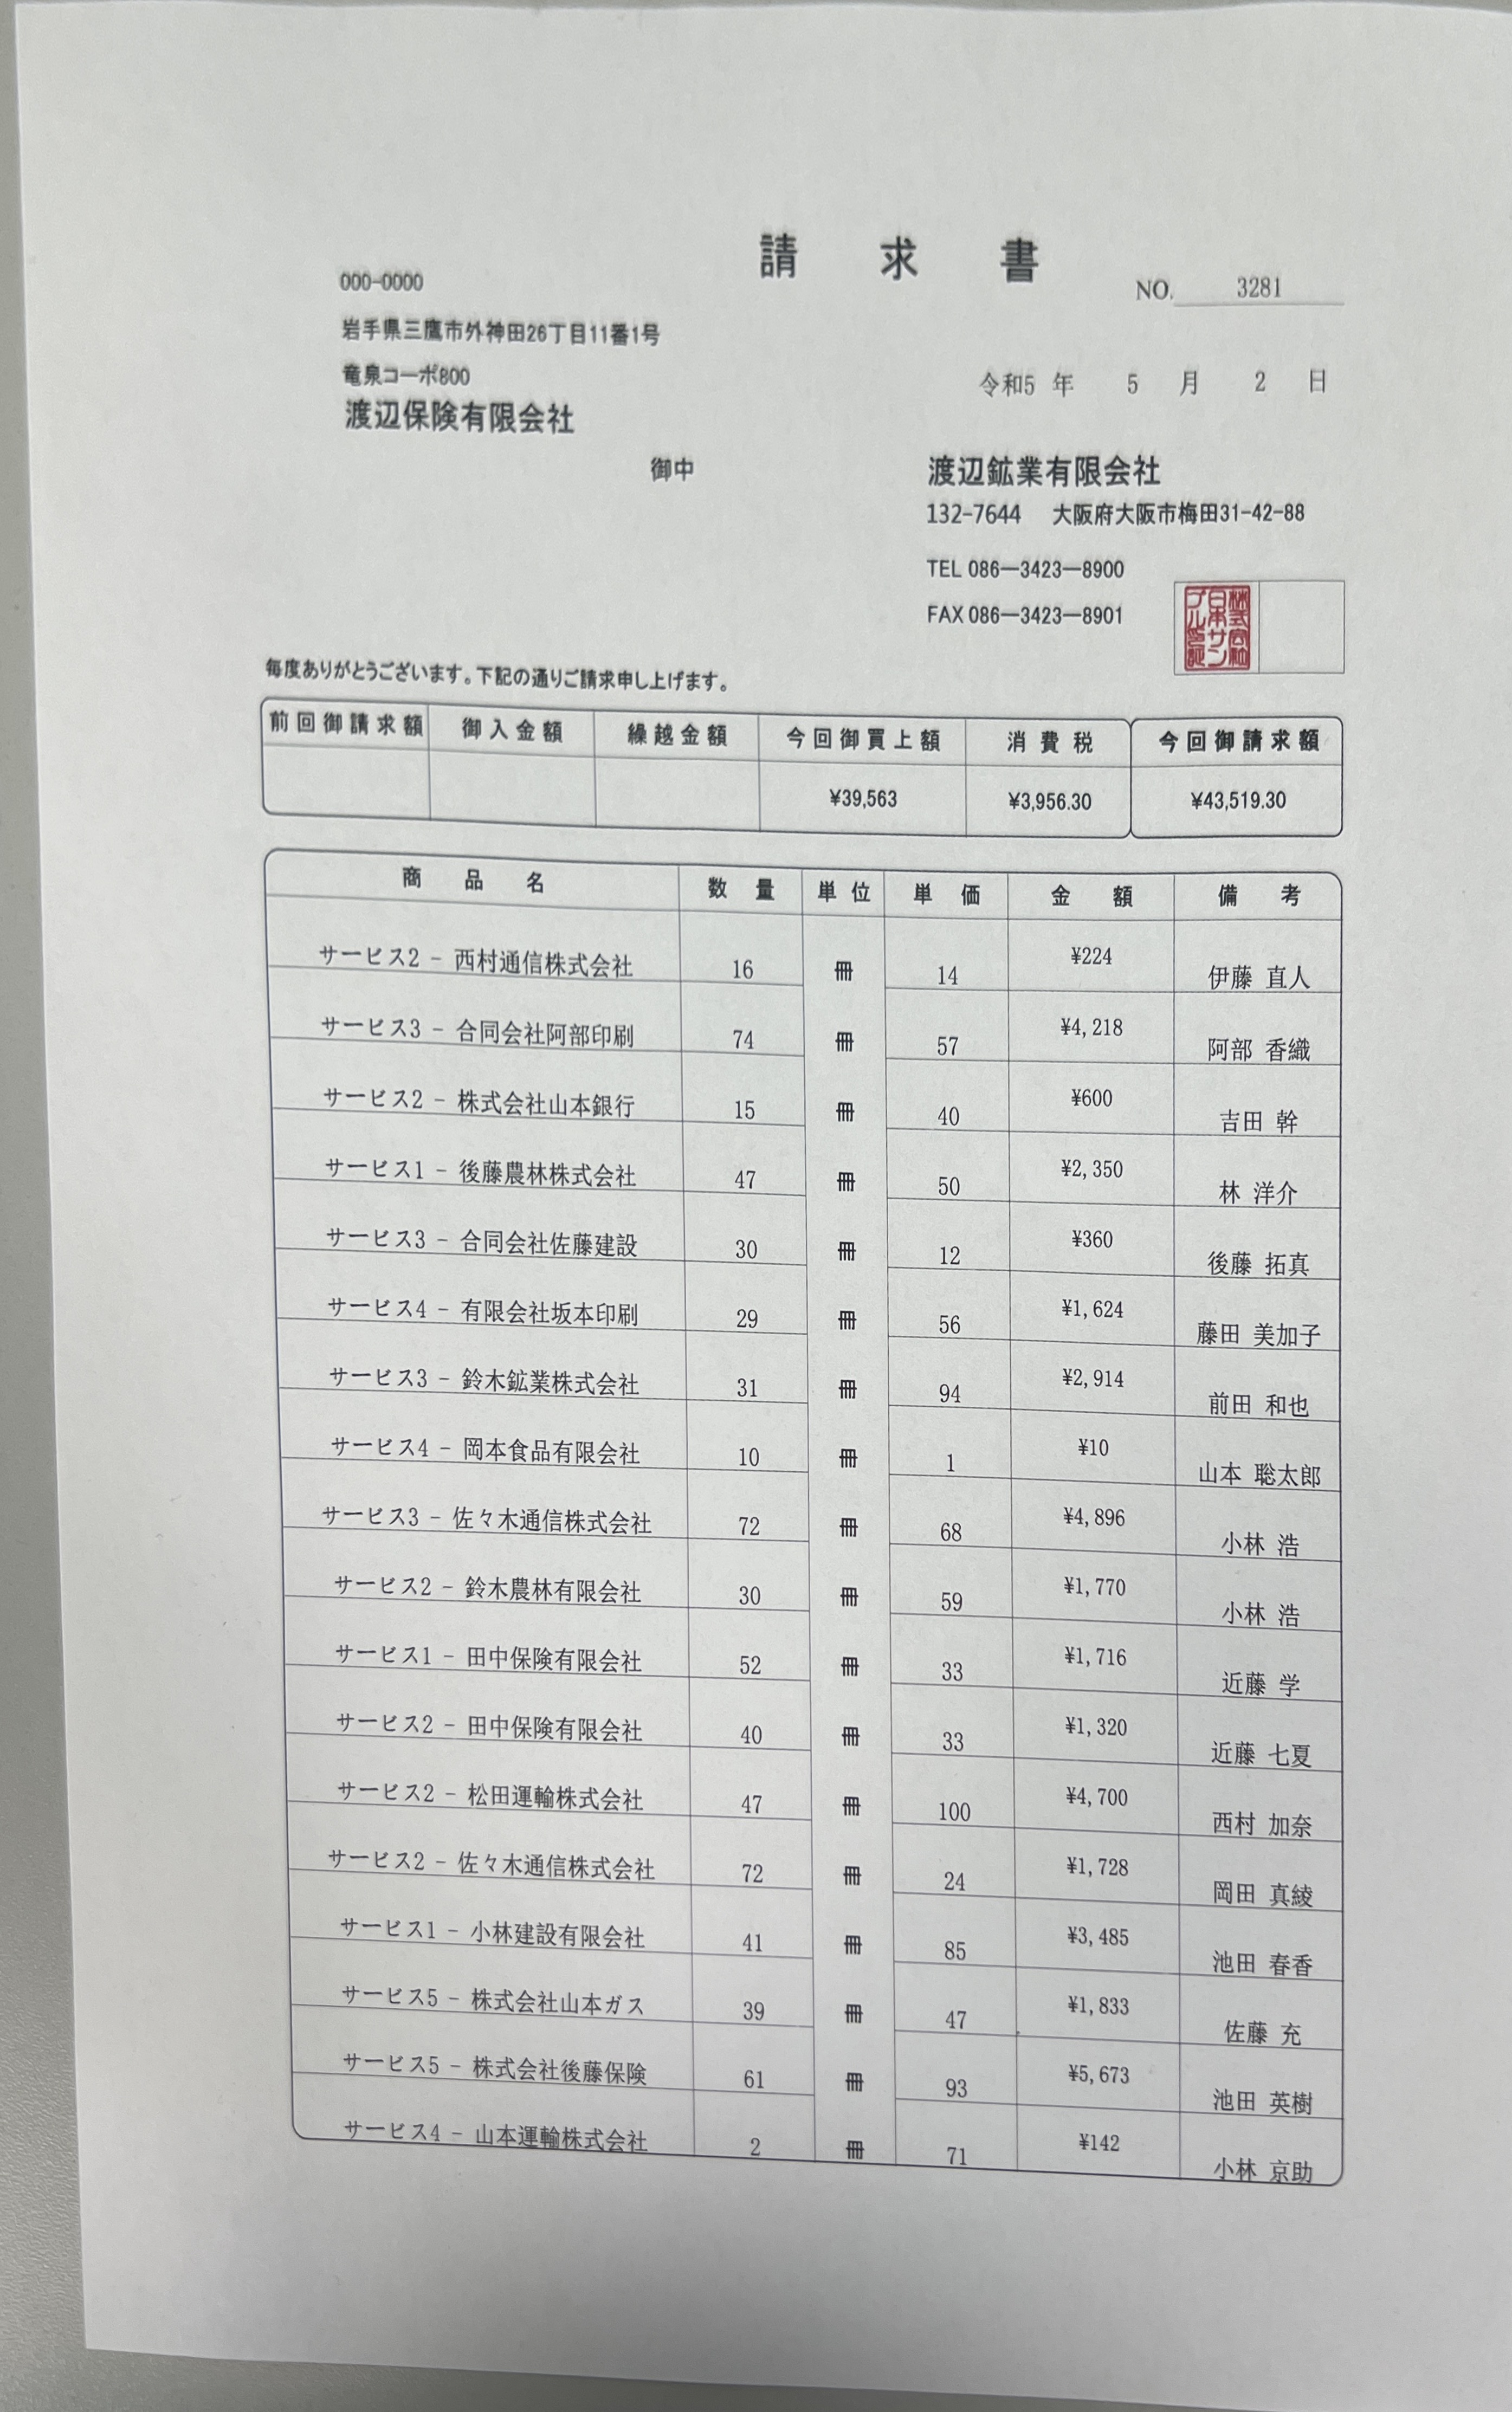 請 求 書
NO. 3281
000-0000
岩手県三鷹市外神田26丁目11番1号
竜泉コーポ800
渡辺保険有限会社
御中
令和5 年 5 月 2 日
渡辺鉱業有限会社
132-7644 大阪府大阪市梅田31-42-88
TEL 086―3423―8900
FAX 086―3423―8901
株式会社
日本サン
プル印証
毎度ありがとうございます。下記の通りご請求申し上げます。
前回御請求額 御入金額 繰越金額 今回御買上額 消費税 今回御請求額
¥39,563 ¥3,956.30 ¥43,519.30
商品名 数量 単位 単価 金額 備考
サービス2 - 西村通信株式会社 16 冊 14 ¥224 伊藤 直人
サービス3 - 合同会社阿部印刷 74 冊 57 ¥4,218 阿部 香織
サービス2 - 株式会社山本銀行 15 冊 40 ¥600 吉田 幹
サービス1 - 後藤農林株式会社 47 冊 50 ¥2,350 林 洋介
サービス3 - 合同会社佐藤建設 30 冊 12 ¥360 後藤 拓真
サービス4 - 有限会社坂本印刷 29 冊 56 ¥1,624 藤田 美加子
サービス3 - 鈴木鉱業株式会社 31 冊 94 ¥2,914 前田 和也
サービス4 - 岡本食品有限会社 10 冊 1 ¥10 山本 聡太郎
サービス3 - 佐々木通信株式会社 72 冊 68 ¥4,896 小林 浩
サービス2 - 鈴木農林有限会社 30 冊 59 ¥1,770 小林 浩
サービス1 - 田中保険有限会社 52 冊 33 ¥1,716 近藤 学
サービス2 - 田中保険有限会社 40 冊 33 ¥1,320 近藤 七夏
サービス2 - 松田運輸株式会社 47 冊 100 ¥4,700 西村 加奈
サービス2 - 佐々木通信株式会社 72 冊 24 ¥1,728 岡田 真綾
サービス1 - 小林建設有限会社 41 冊 85 ¥3,485 池田 春香
サービス5 - 株式会社山本ガス 39 冊 47 ¥1,833 佐藤 充
サービス5 - 株式会社後藤保険 61 冊 93 ¥5,673 池田 英樹
サービス4 - 山本運輸株式会社 2 冊 71 ¥142 小林 京助